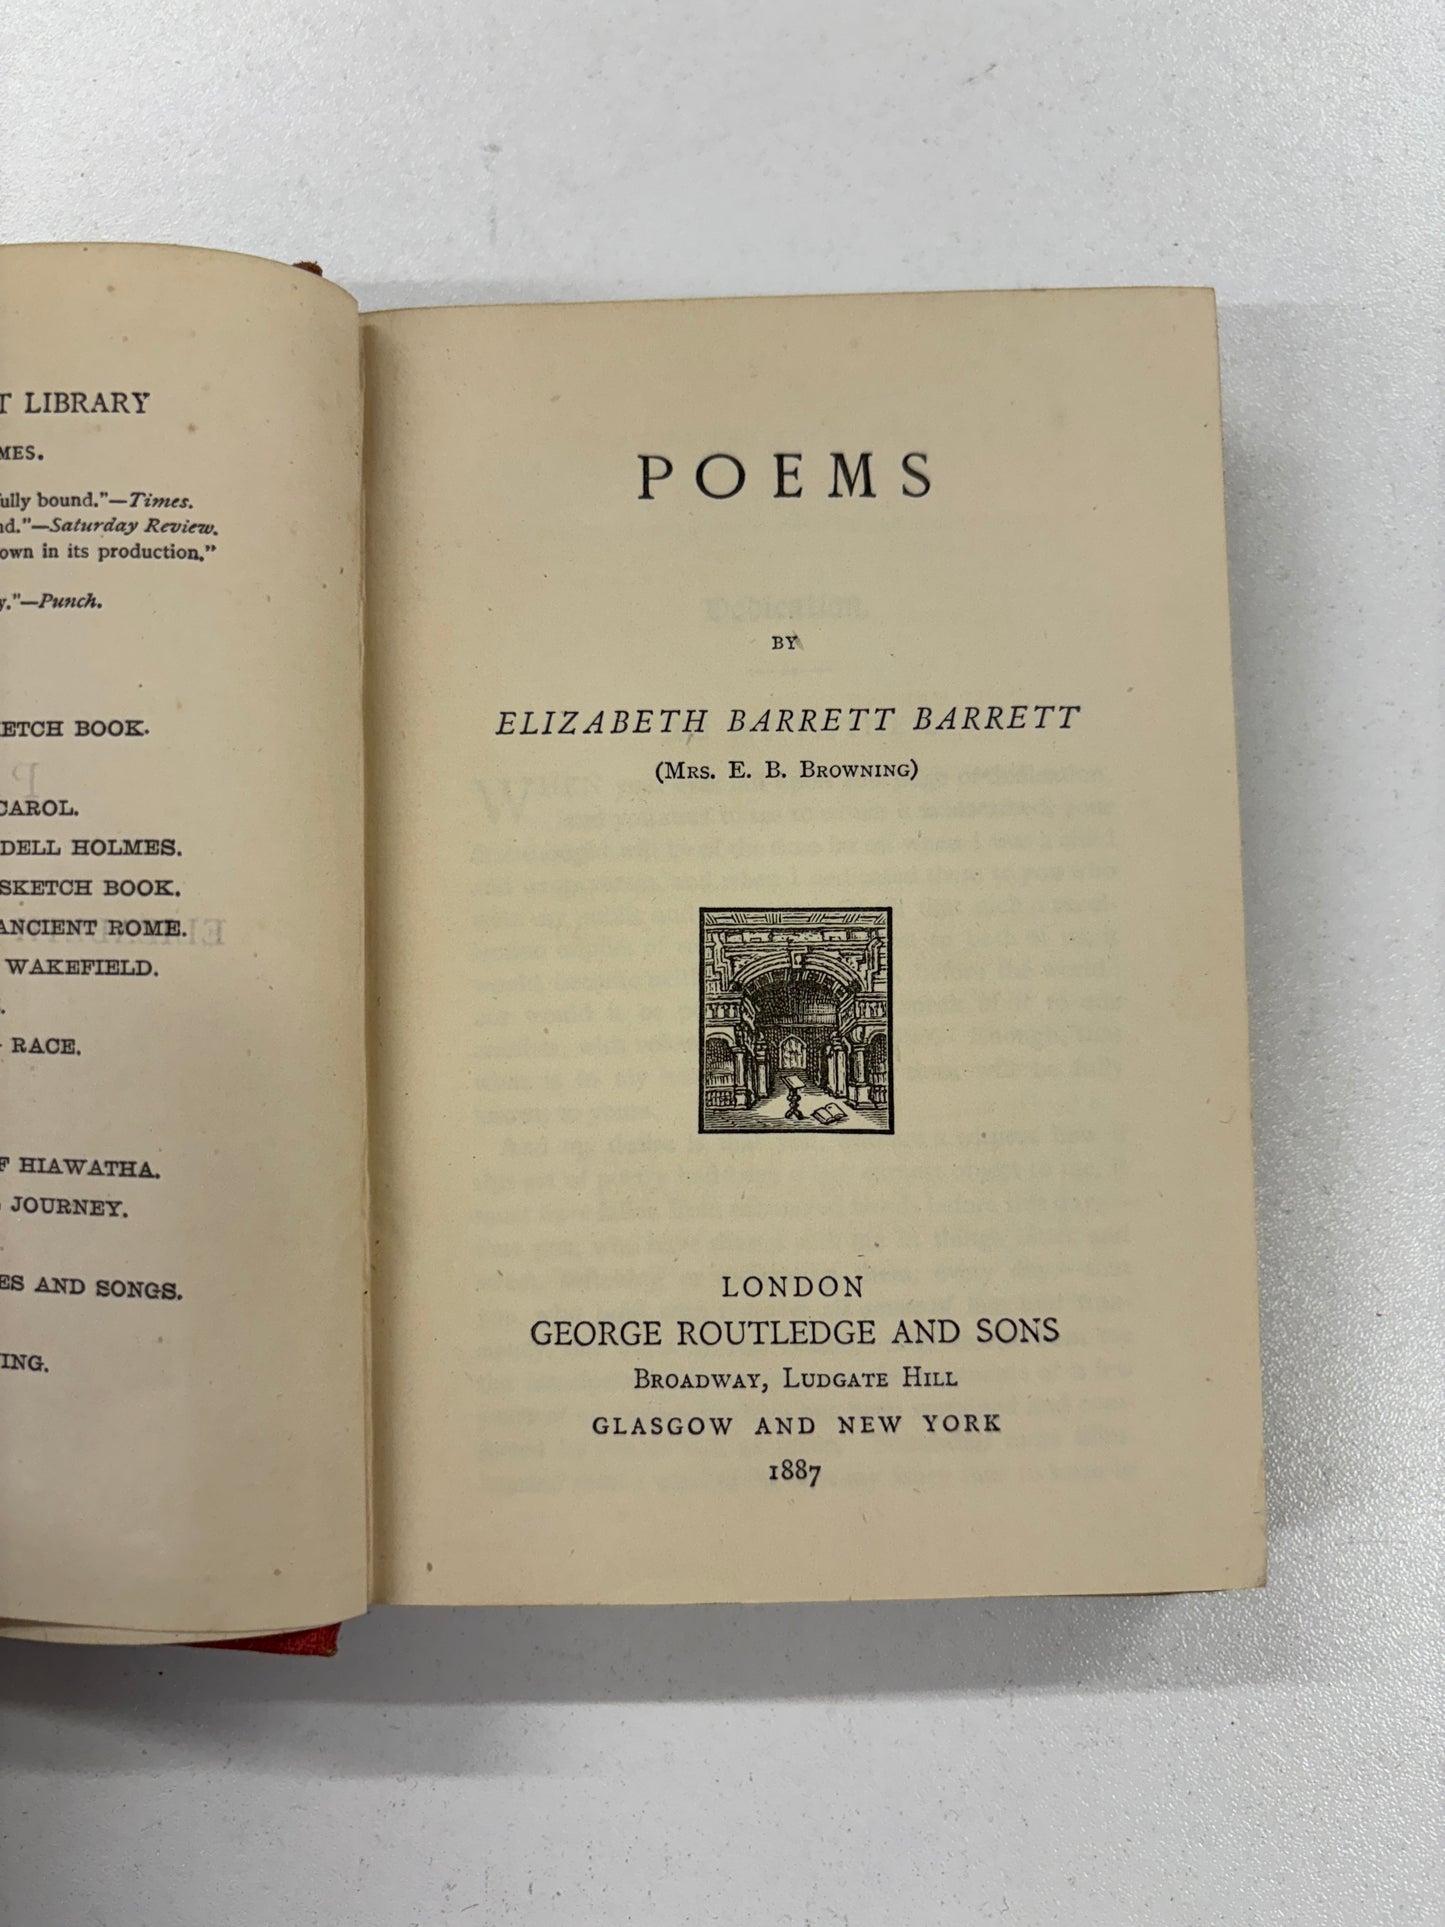 T LIBRARY
MES.
fully bound."—Times.
nd."—Saturday Review.
own in its production."
y."—Punch.
ETCH BOOK.
CAROL.
DELL HOLMES.
SKETCH BOOK.
ANCIENT ROME.
WAKEFIELD.
RACE.
F HIAWATHA.
JOURNEY.
ES AND SONGS.
ING.
POEMS
BY
ELIZABETH BARRETT BARRETT
(MRS. E. B. BROWNING)
LONDON
GEORGE ROUTLEDGE AND SONS
BROADWAY, LUDGATE HILL
GLASGOW AND NEW YORK
1887